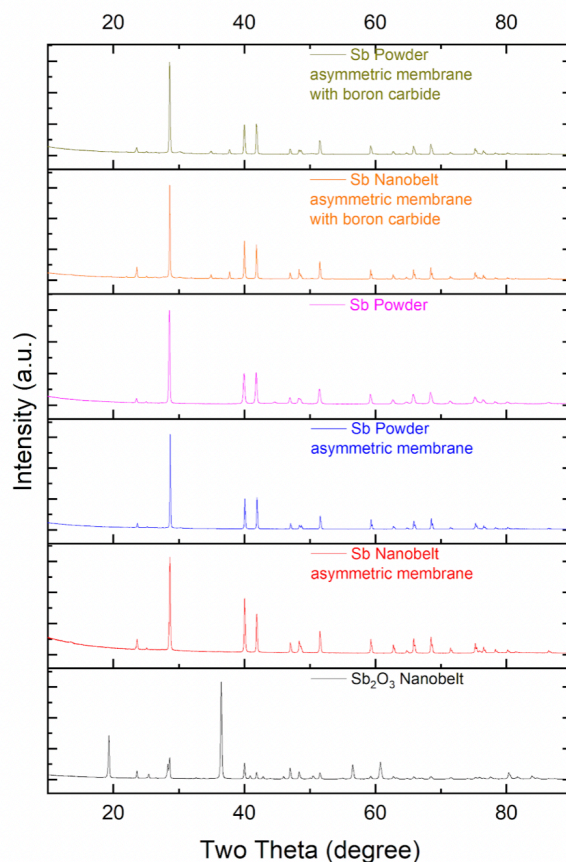 20 40 60 80
Sb Powder
asymmetric membrane
with boron carbide
Sb Nanobelt
asymmetric membrane
with boron carbide
Sb Powder
Sb Powder
asymmetric membrane
Sb Nanobelt
asymmetric membrane
Sb₂O₃ Nanobelt
Intensity (a.u.)
20 40 60 80
Two Theta (degree)